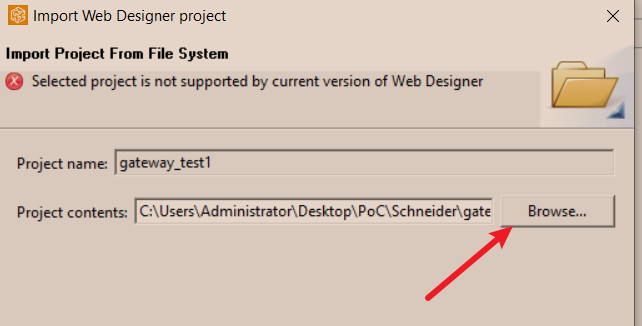 Import Web Designer project
Import Project From File System
Selected project is not supported by current version of Web Designer
Project name: gateway_test1
Project contents: C:\Users\Administrator\Desktop\PoC\Schneider\gate Browse...